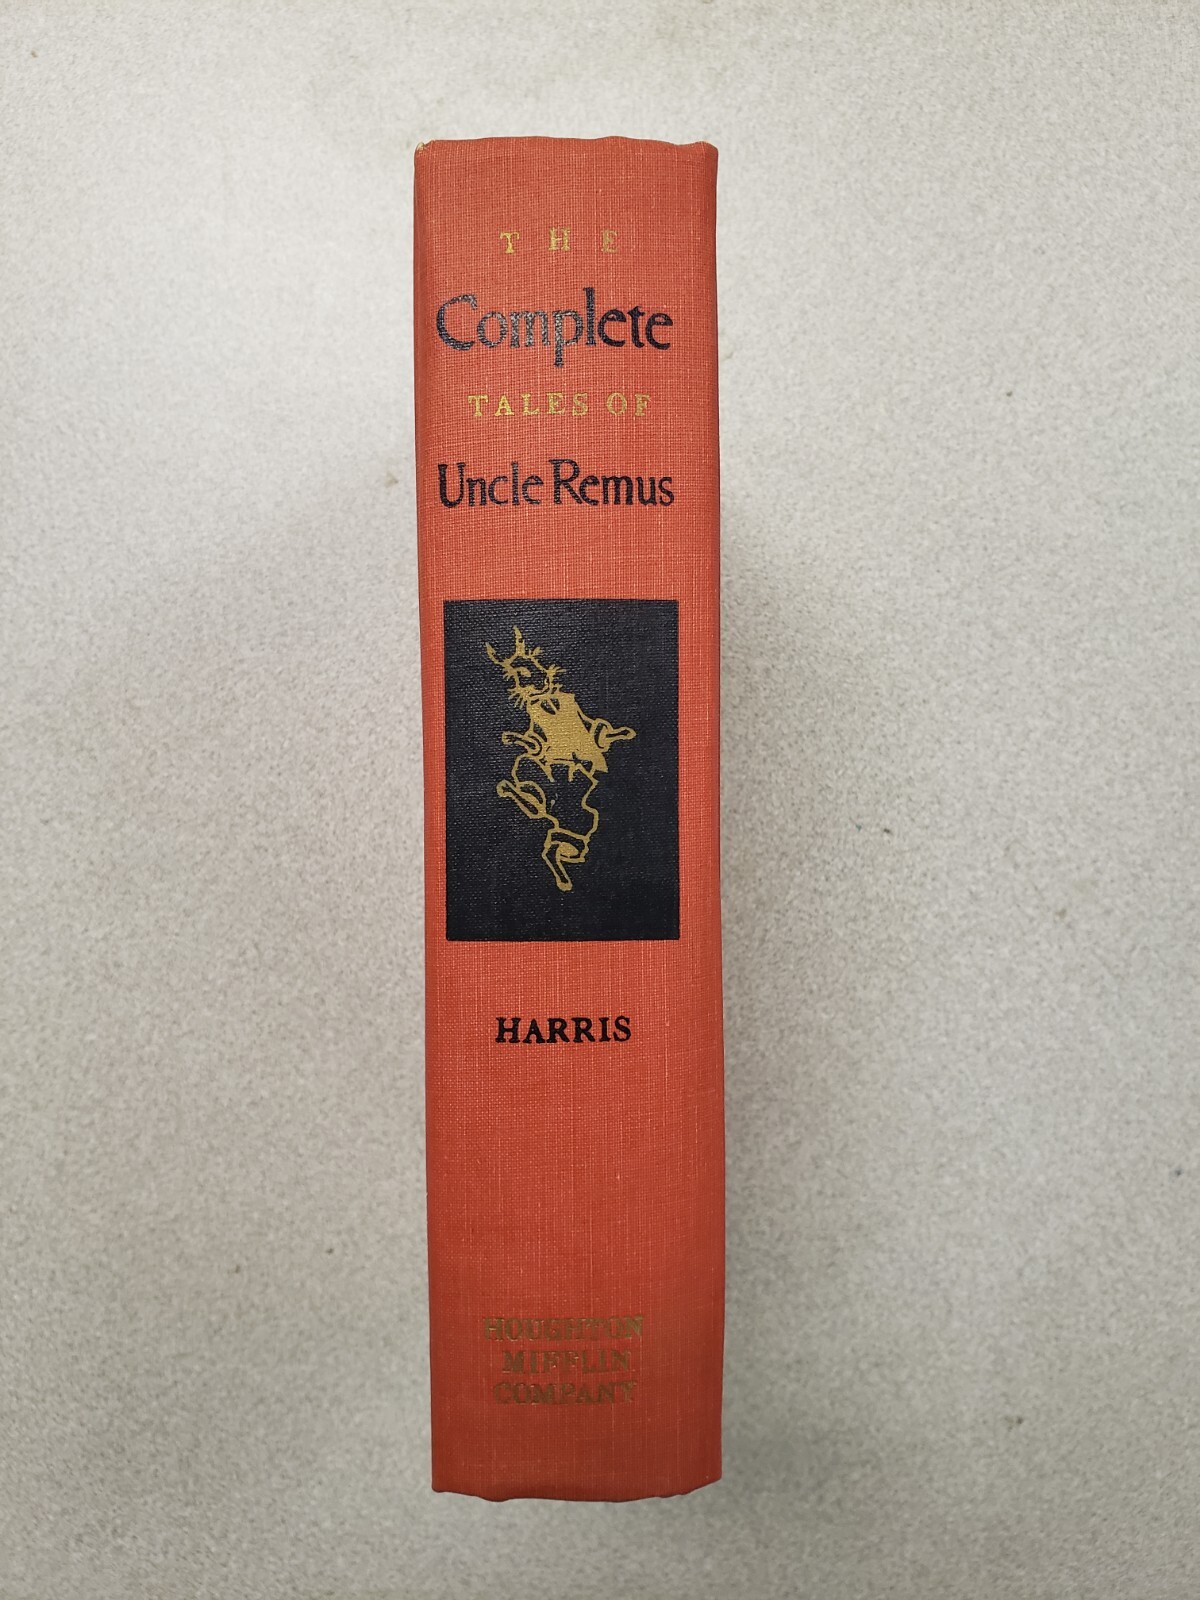 THE
Complete
TALES OF
Uncle Remus
HARRIS
HOUGHTON
MIFFLIN
COMPANY